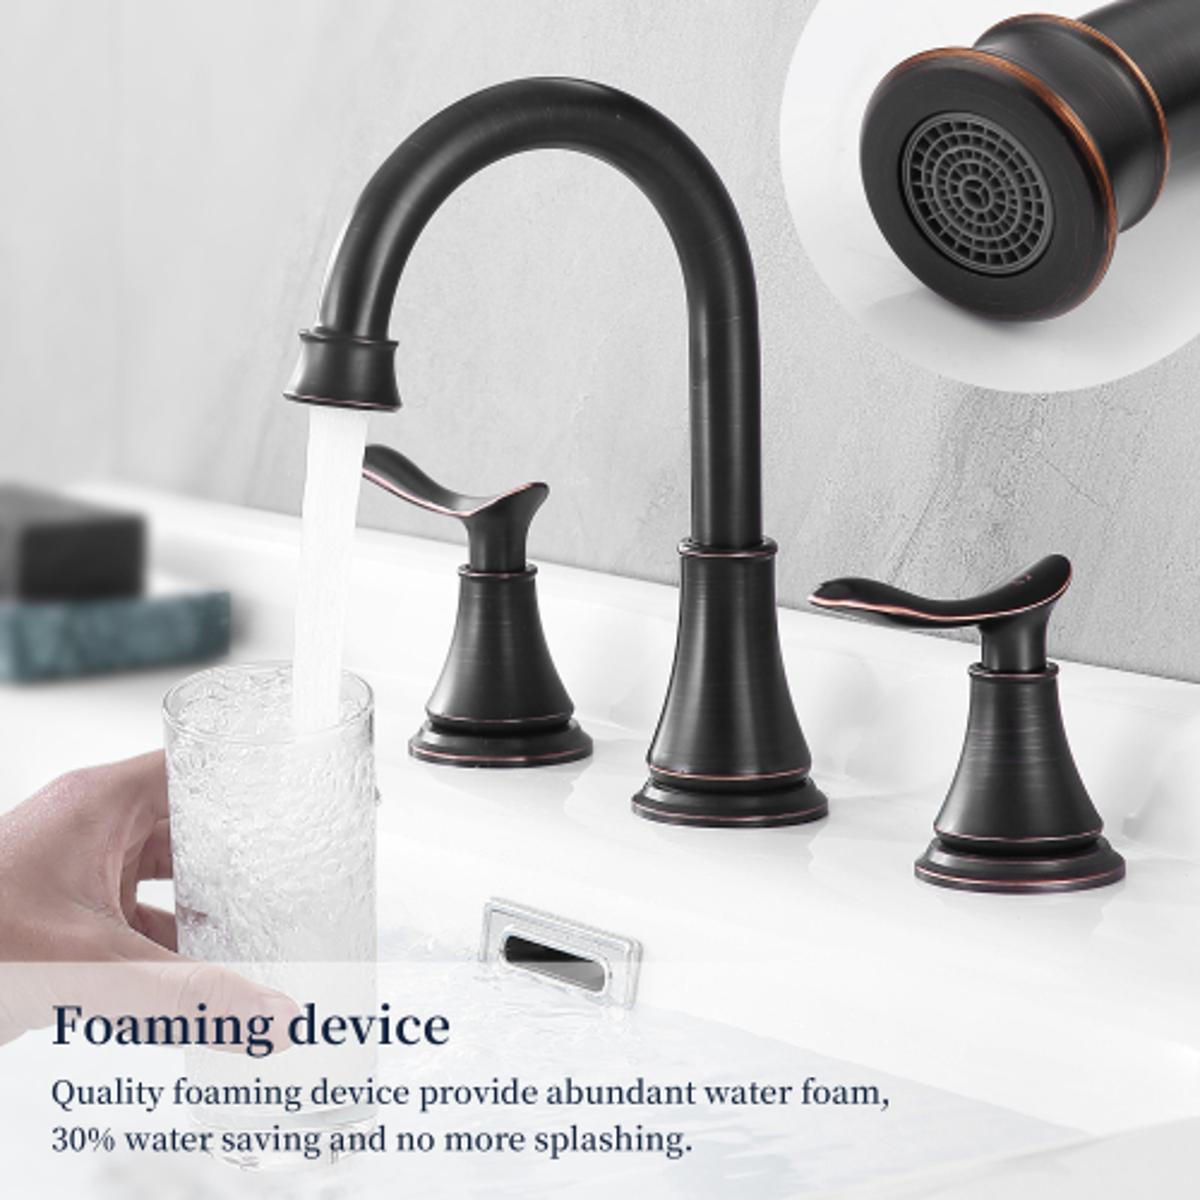 Foaming device
Quality foaming device provide abundant water foam,
30% water saving and no more splashing.